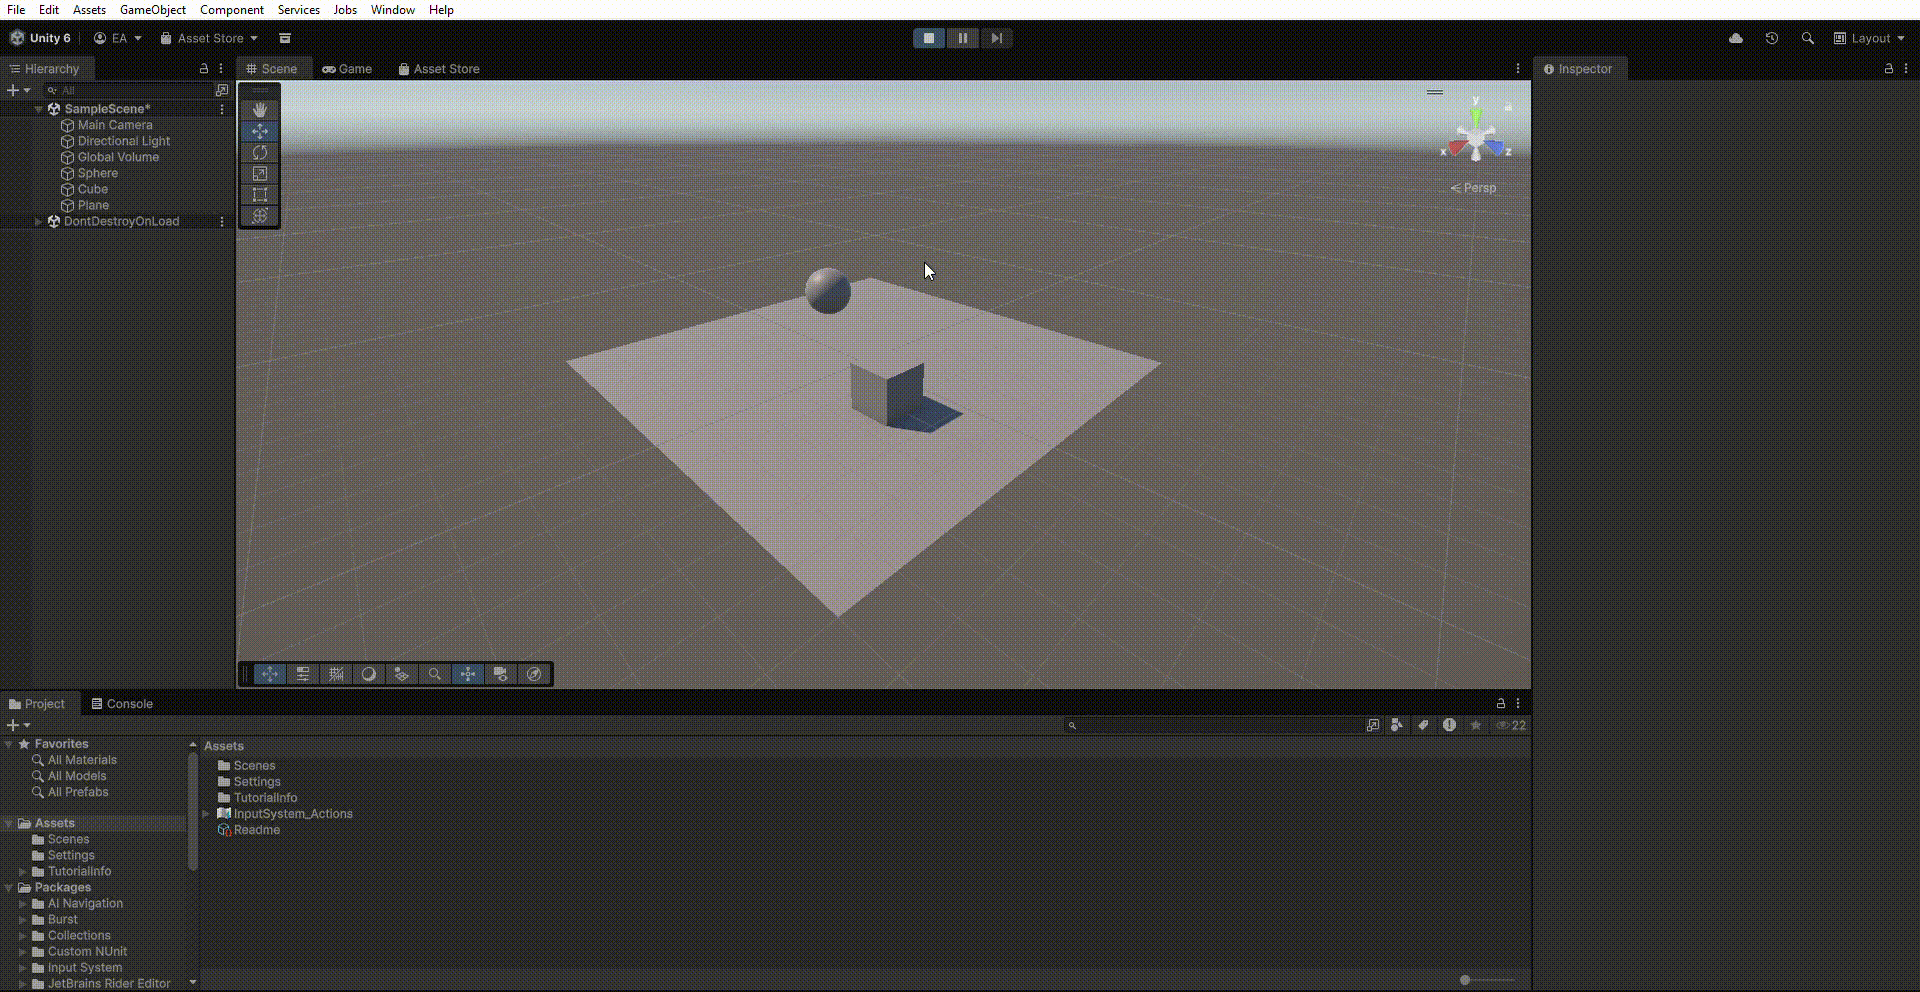 File Edit Assets GameObject Component Services Jobs Window Help
Unity 6 EA Asset Store Layout
Hierarchy
All
SampleScene*
Main Camera
Directional Light
Global Volume
Sphere
Cube
Plane
DontDestroyOnLoad
Scene Game Asset Store
y
x z
Persp
Inspector
Project Console
22
Favorites
All Materials
All Models
All Prefabs
Assets
Scenes
Settings
TutorialInfo
Packages
AI Navigation
Burst
Collections
Custom NUnit
Input System
JetBrains Rider Editor
Assets
Scenes
Settings
TutorialInfo
InputSystem_Actions
Readme